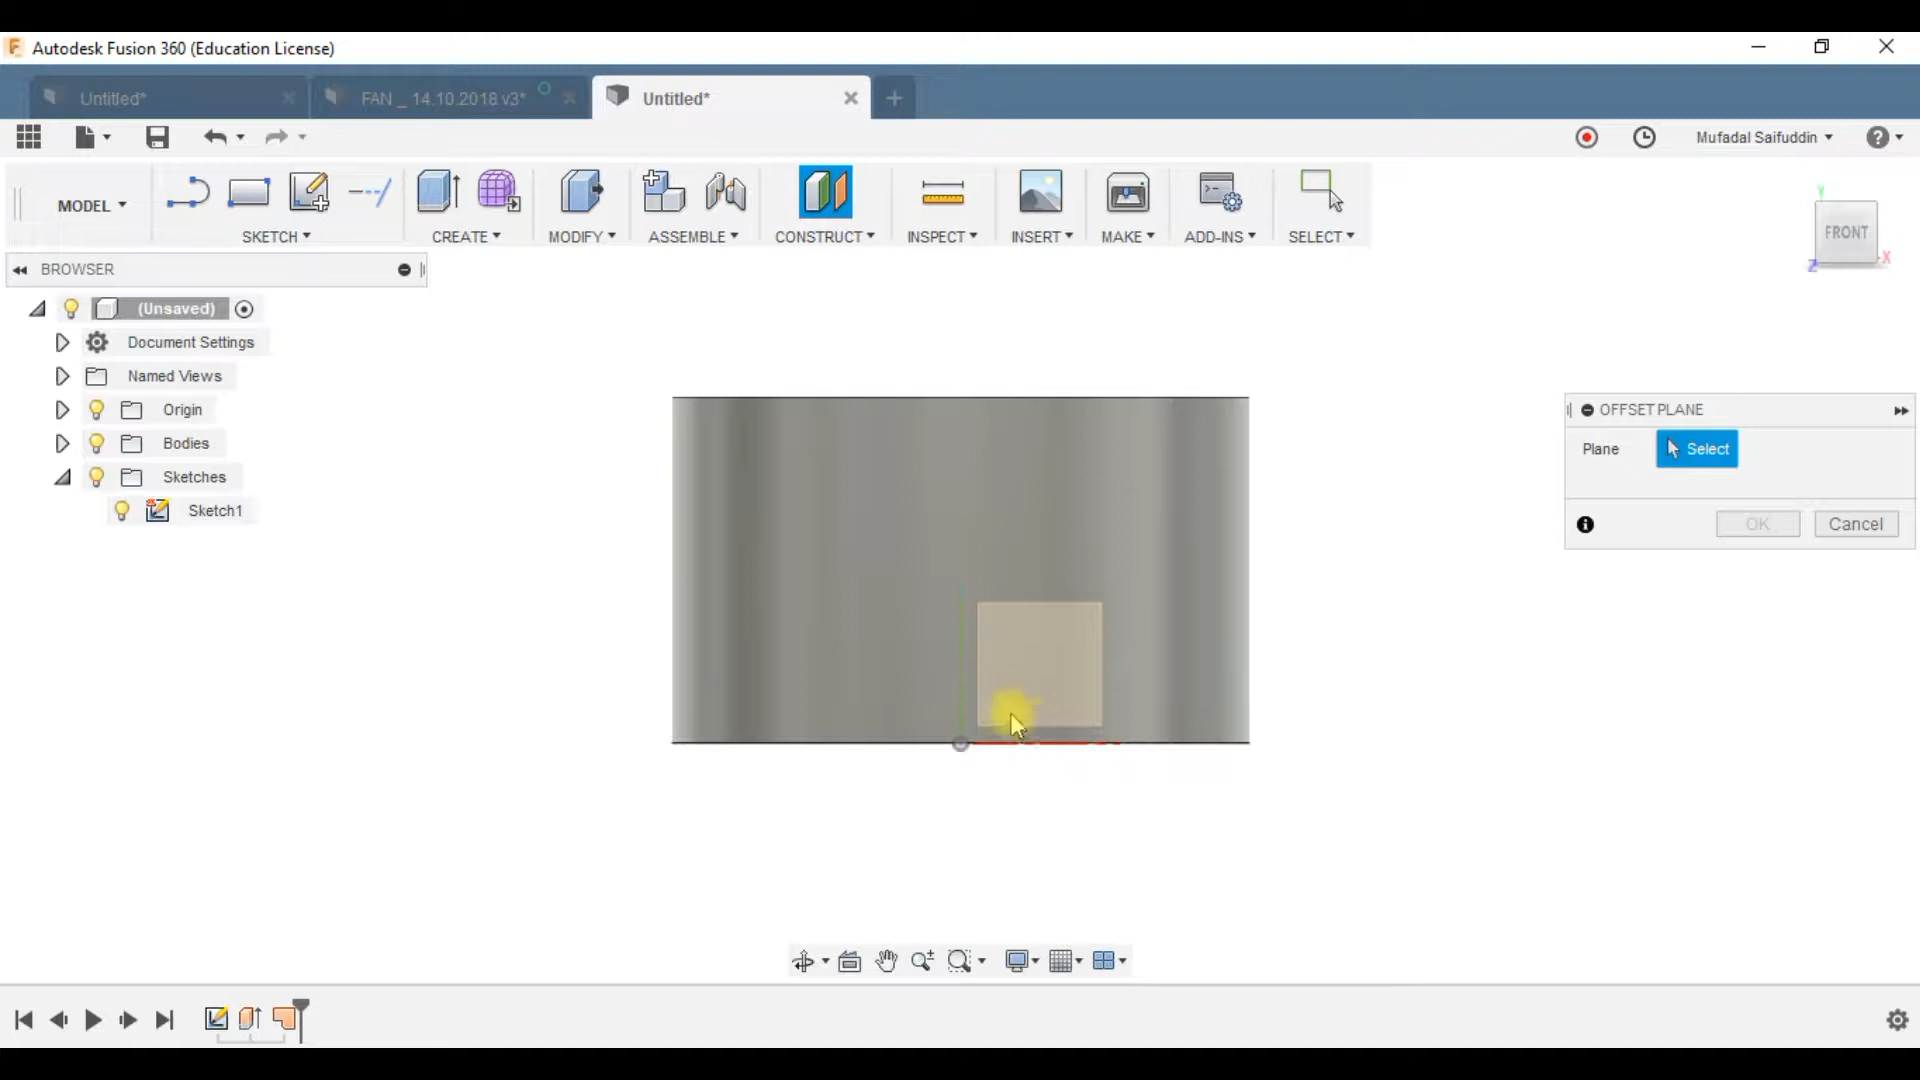 Autodesk Fusion 360 (Education License)
Untitled*
FAN _ 14.10.2018 v3*
Untitled*
Mufadal Saifuddin
MODEL
SKETCH
CREATE
MODIFY
ASSEMBLE
CONSTRUCT
INSPECT
INSERT
MAKE
ADD-INS
SELECT
Y
FRONT
X
Z
BROWSER
(Unsaved)
Document Settings
Named Views
Origin
Bodies
Sketches
Sketch1
OFFSET PLANE
Plane
Select
OK
Cancel